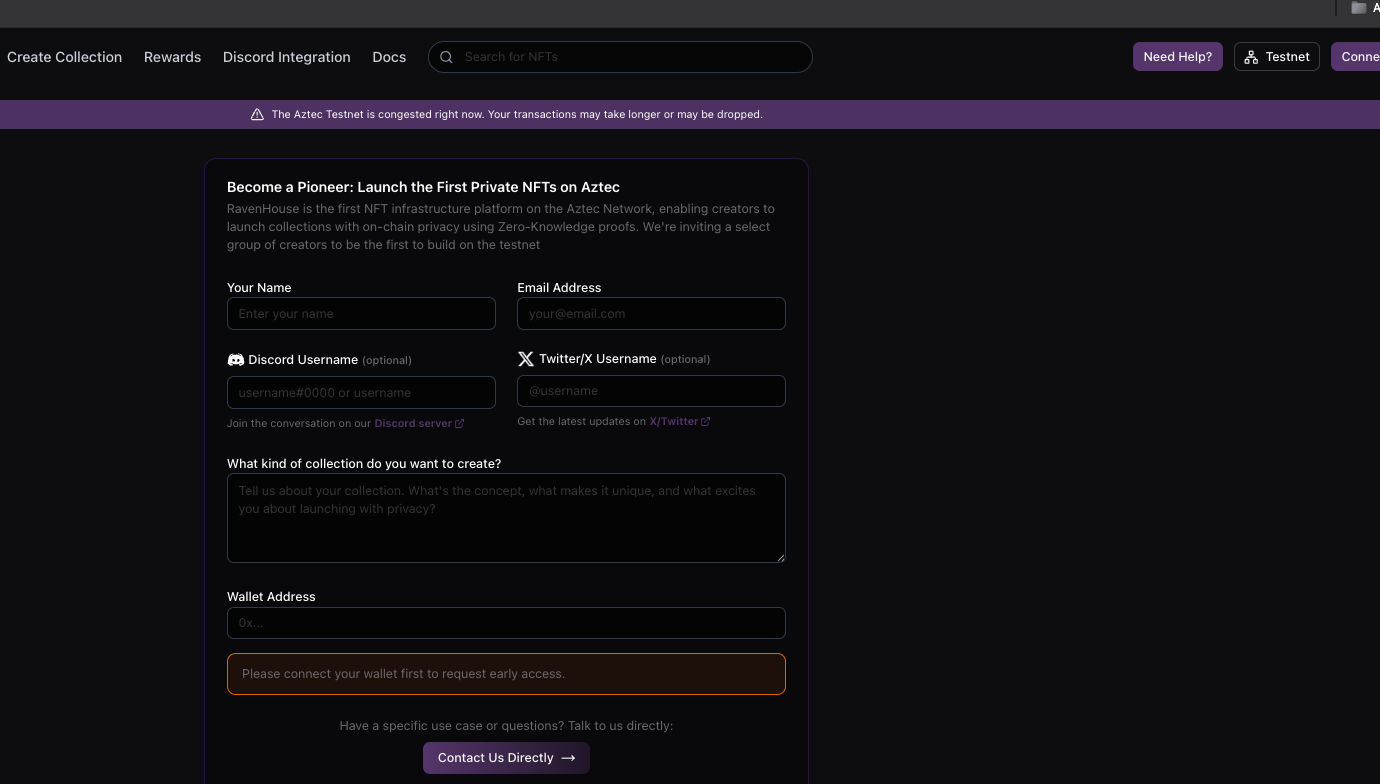 A
Create Collection Rewards Discord Integration Docs Search for NFTs Need Help? Testnet Conne
The Aztec Testnet is congested right now. Your transactions may take longer or may be dropped.
Become a Pioneer: Launch the First Private NFTs on Aztec
RavenHouse is the first NFT infrastructure platform on the Aztec Network, enabling creators to
launch collections with on-chain privacy using Zero-Knowledge proofs. We're inviting a select
group of creators to be the first to build on the testnet
Your Name Email Address
Enter your name your@email.com
Discord Username (optional) Twitter/X Username (optional)
username#0000 or username @username
Join the conversation on our Discord server Get the latest updates on X/Twitter
What kind of collection do you want to create?
Tell us about your collection. What's the concept, what makes it unique, and what excites
you about launching with privacy?
Wallet Address
0x...
Please connect your wallet first to request early access.
Have a specific use case or questions? Talk to us directly:
Contact Us Directly →